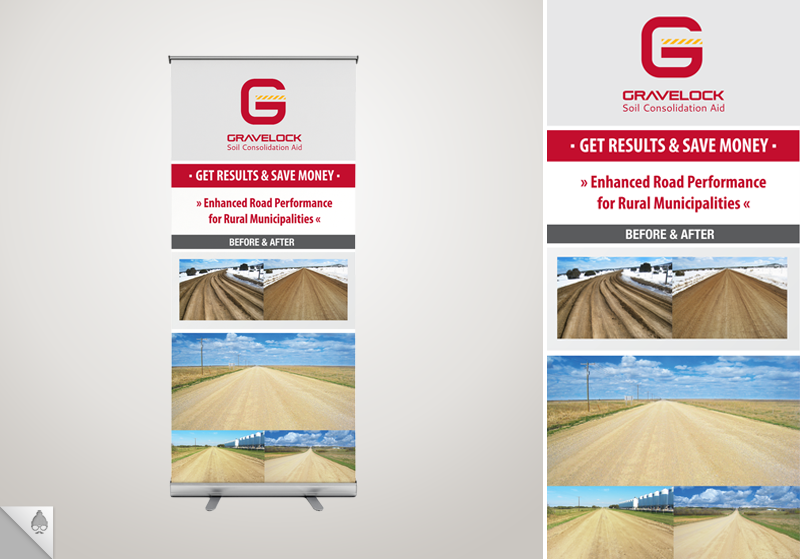 GRAVELOCK
Soil Consolidation Aid
· GET RESULTS & SAVE MONEY ·
» Enhanced Road Performance
for Rural Municipalities «
BEFORE & AFTER
GRAVELOCK
Soil Consolidation Aid
· GET RESULTS & SAVE MONEY ·
» Enhanced Road Performance
for Rural Municipalities «
BEFORE & AFTER